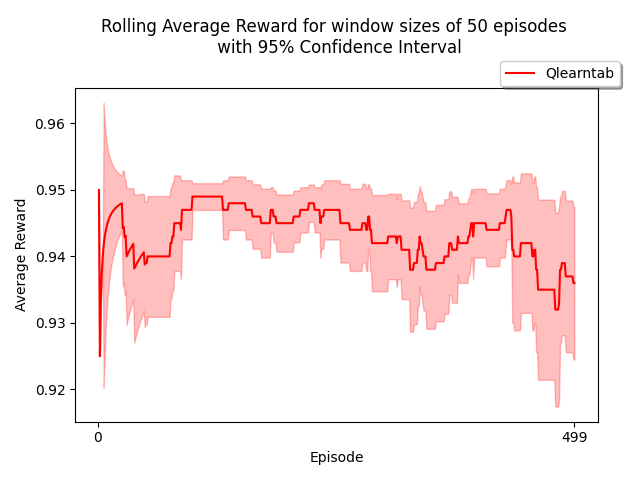 Rolling Average Reward for window sizes of 50 episodes
with 95% Confidence Interval
Qlearntab
0.96
0.95
0.94
0.93
0.92
Average Reward
0
499
Episode